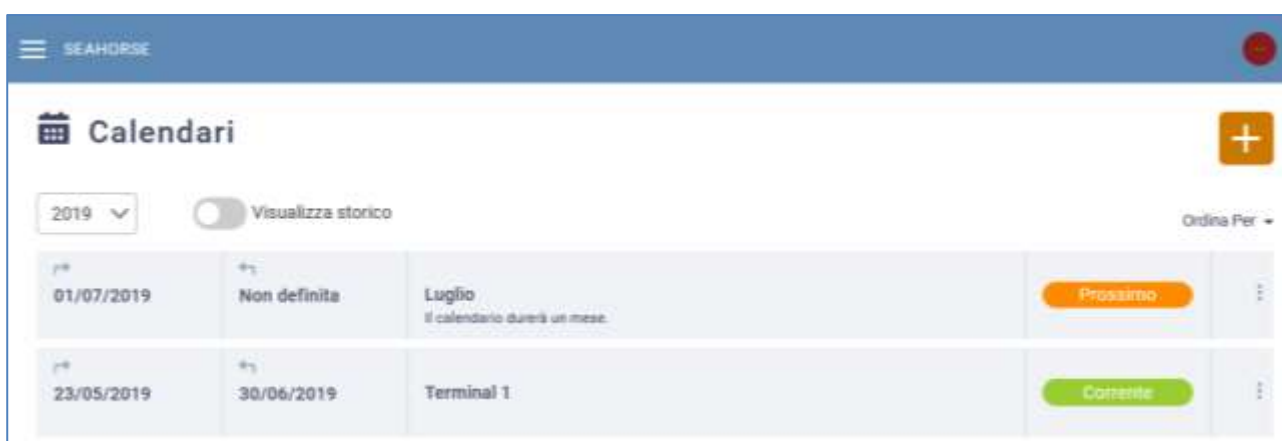 SEAHORSE
Calendari
2019 Visualizza storico
Ordina Per
01/07/2019 Non definita Luglio Prossimo
Il calendario durerà un mese.
23/05/2019 30/06/2019 Terminal 1 Corrente